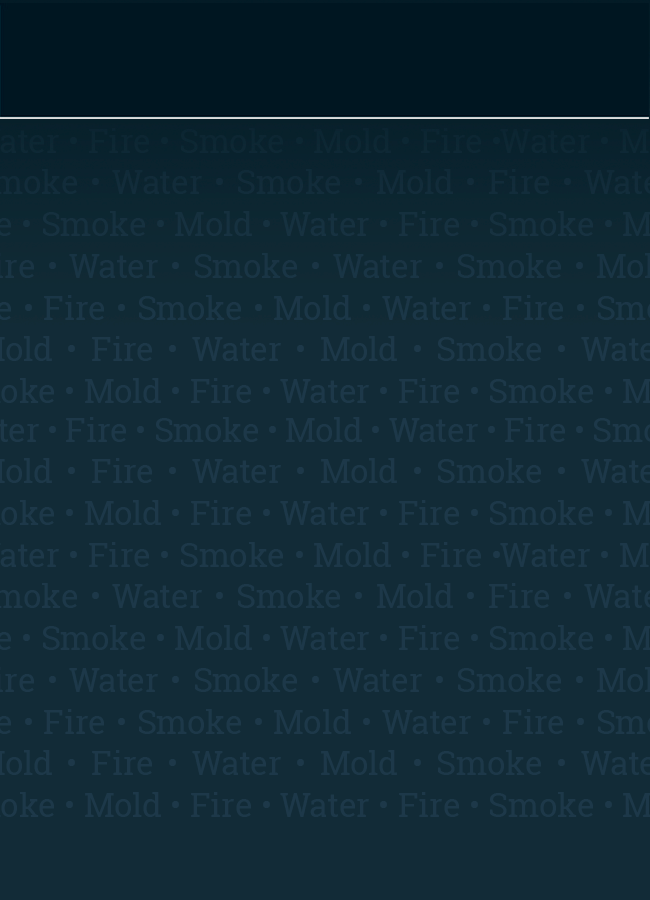 ater • Fire • Smoke • Mold • Fire •Water • M
moke • Water • Smoke • Mold • Fire • Wate
e • Smoke • Mold • Water • Fire • Smoke • M
ire • Water • Smoke • Water • Smoke • Mol
e • Fire • Smoke • Mold • Water • Fire • Smo
Mold • Fire • Water • Mold • Smoke • Wate
oke • Mold • Fire • Water • Fire • Smoke • M
ter • Fire • Smoke • Mold • Water • Fire • Smo
Mold • Fire • Water • Mold • Smoke • Wate
oke • Mold • Fire • Water • Fire • Smoke • M
ater • Fire • Smoke • Mold • Fire •Water • M
moke • Water • Smoke • Mold • Fire • Wate
e • Smoke • Mold • Water • Fire • Smoke • M
ire • Water • Smoke • Water • Smoke • Mol
e • Fire • Smoke • Mold • Water • Fire • Smo
Mold • Fire • Water • Mold • Smoke • Wate
oke • Mold • Fire • Water • Fire • Smoke • M